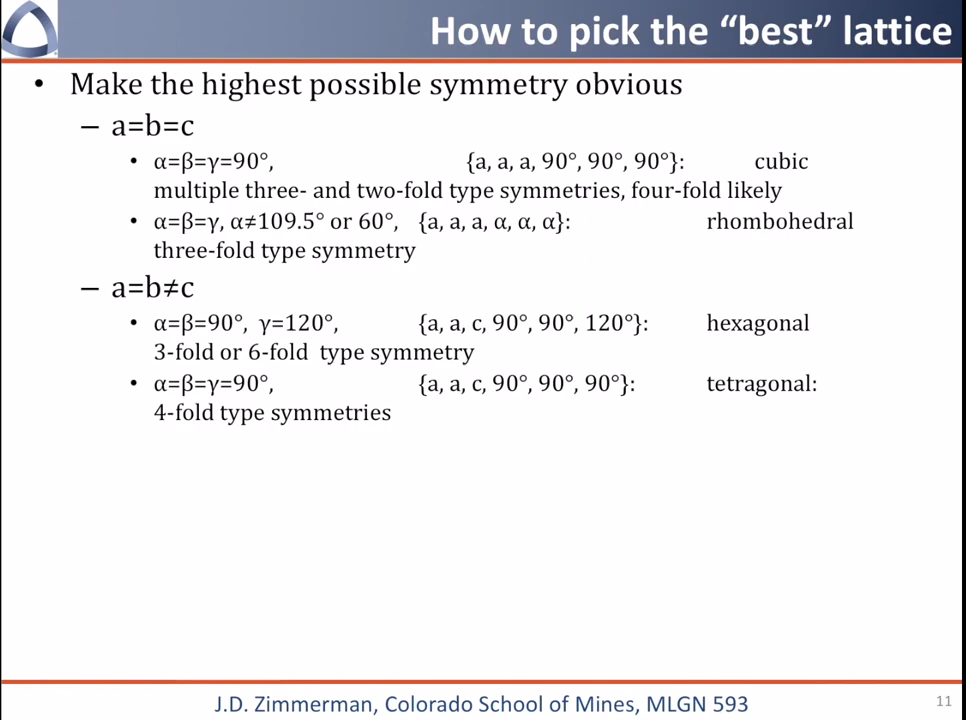 How to pick the “best” lattice
• Make the highest possible symmetry obvious
– a=b=c
• α=β=γ=90°, {a, a, a, 90°, 90°, 90°}: cubic
multiple three- and two-fold type symmetries, four-fold likely
• α=β=γ, α≠109.5° or 60°, {a, a, a, α, α, α}: rhombohedral
three-fold type symmetry
– a=b≠c
• α=β=90°, γ=120°, {a, a, c, 90°, 90°, 120°}: hexagonal
3-fold or 6-fold type symmetry
• α=β=γ=90°, {a, a, c, 90°, 90°, 90°}: tetragonal:
4-fold type symmetries
J.D. Zimmerman, Colorado School of Mines, MLGN 593
11